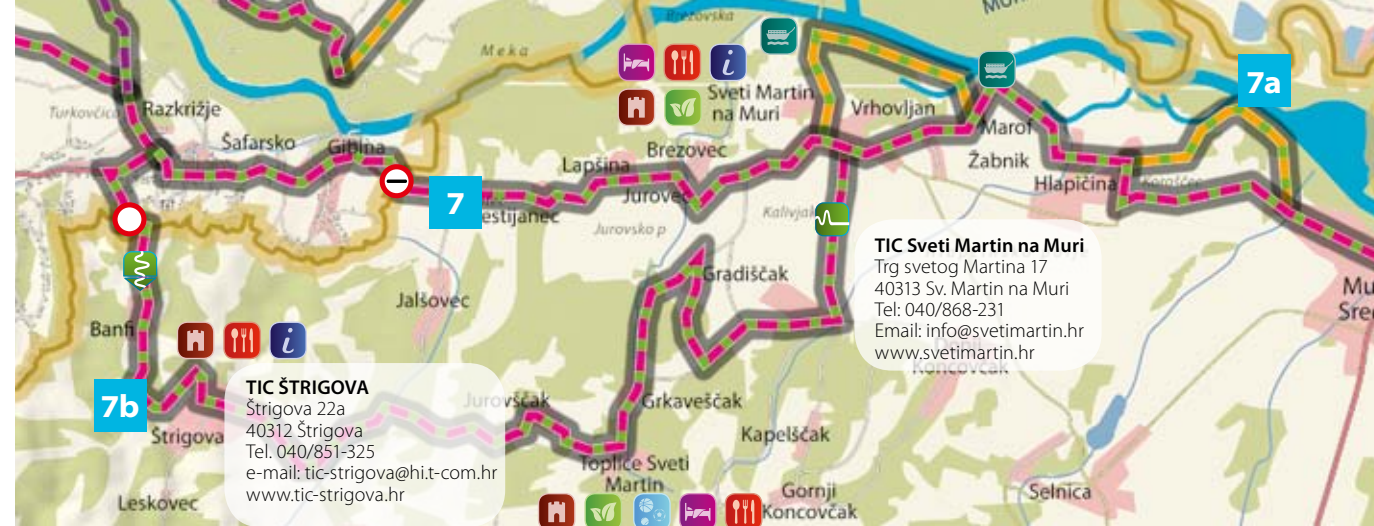 Brezovska
Meka
7a
Sveti Martin
na Muri
Vrhovljan
Turkovčica
Razkrižje
Šafarsko
Gibina
Marof
Lapšina
Brezovec
Žabnik
Hlapičina
7
Jurovec
Jurovsko p
TIC Sveti Martin na Muri
Trg svetog Martina 17
40313 Sv. Martin na Muri
Tel: 040/868-231
Email: info@svetimartin.hr
www.svetimartin.hr
Gradiščak
Jalšovec
Banfi
Koncovčak
TIC ŠTRIGOVA
Štrigova 22a
40312 Štrigova
Tel. 040/851-325
e-mail: tic-strigova@hi.t-com.hr
www.tic-strigova.hr
7b
Štrigova
Jurovščak
Grkaveščak
Kapelščak
Toplice Sveti
Martin
Gornji
Koncovčak
Selnica
Leskovec